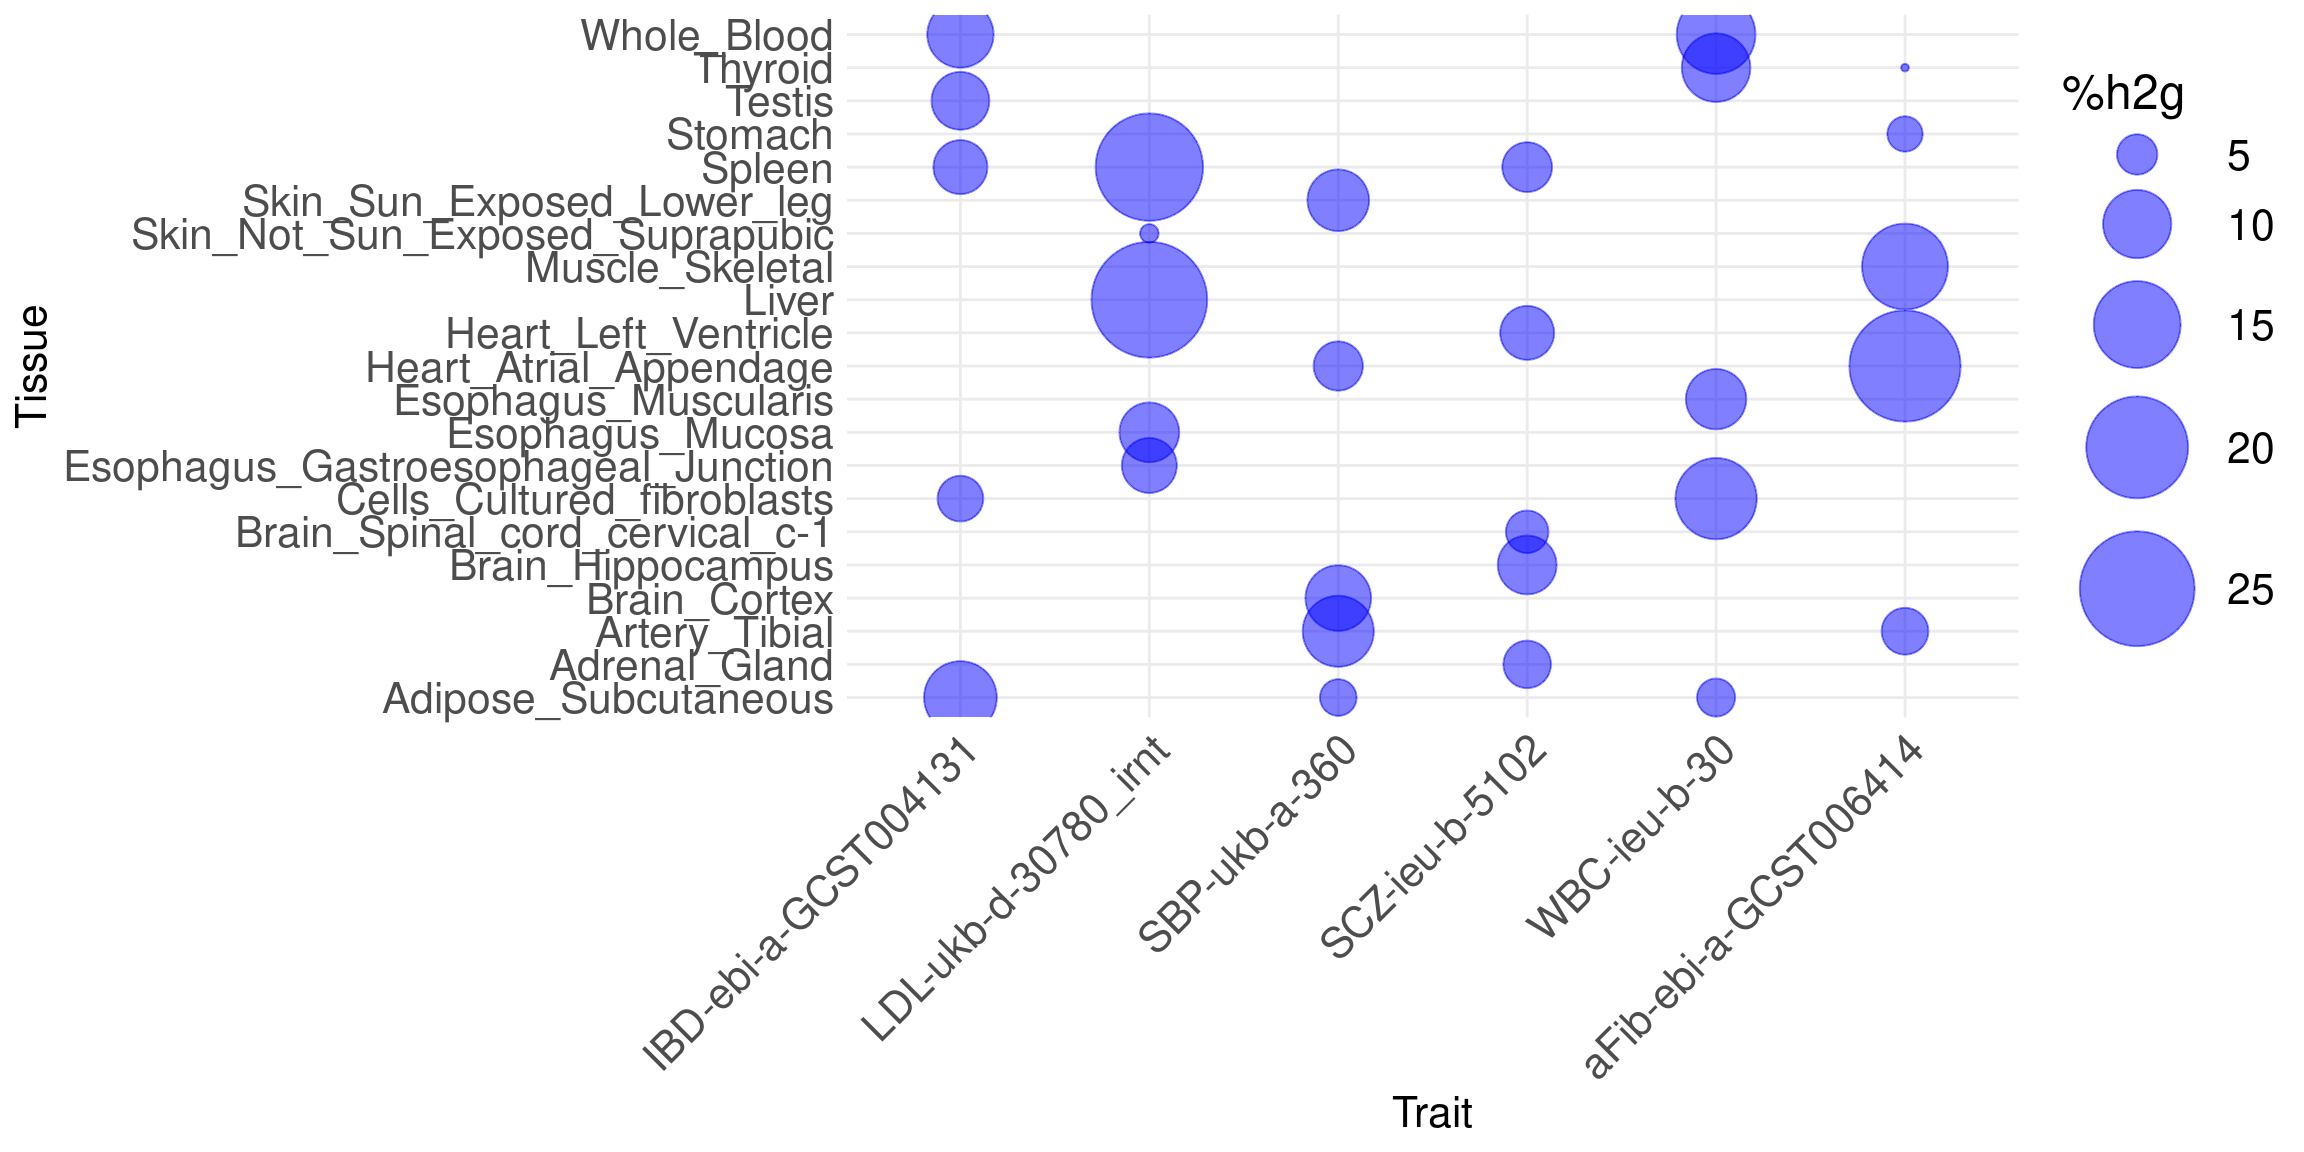 Tissue
Whole_Blood
Thyroid
Testis
Stomach
Spleen
Skin_Sun_Exposed_Lower_leg
Skin_Not_Sun_Exposed_Suprapubic
Muscle_Skeletal
Liver
Heart_Left_Ventricle
Heart_Atrial_Appendage
Esophagus_Muscularis
Esophagus_Mucosa
Esophagus_Gastroesophageal_Junction
Cells_Cultured_fibroblasts
Brain_Spinal_cord_cervical_c-1
Brain_Hippocampus
Brain_Cortex
Artery_Tibial
Adrenal_Gland
Adipose_Subcutaneous
IBD-ebi-a-GCST004131
LDL-ukb-d-30780_irnt
SBP-ukb-a-360
SCZ-ieu-b-5102
WBC-ieu-b-30
aFib-ebi-a-GCST006414
Trait
%h2g
5
10
15
20
25